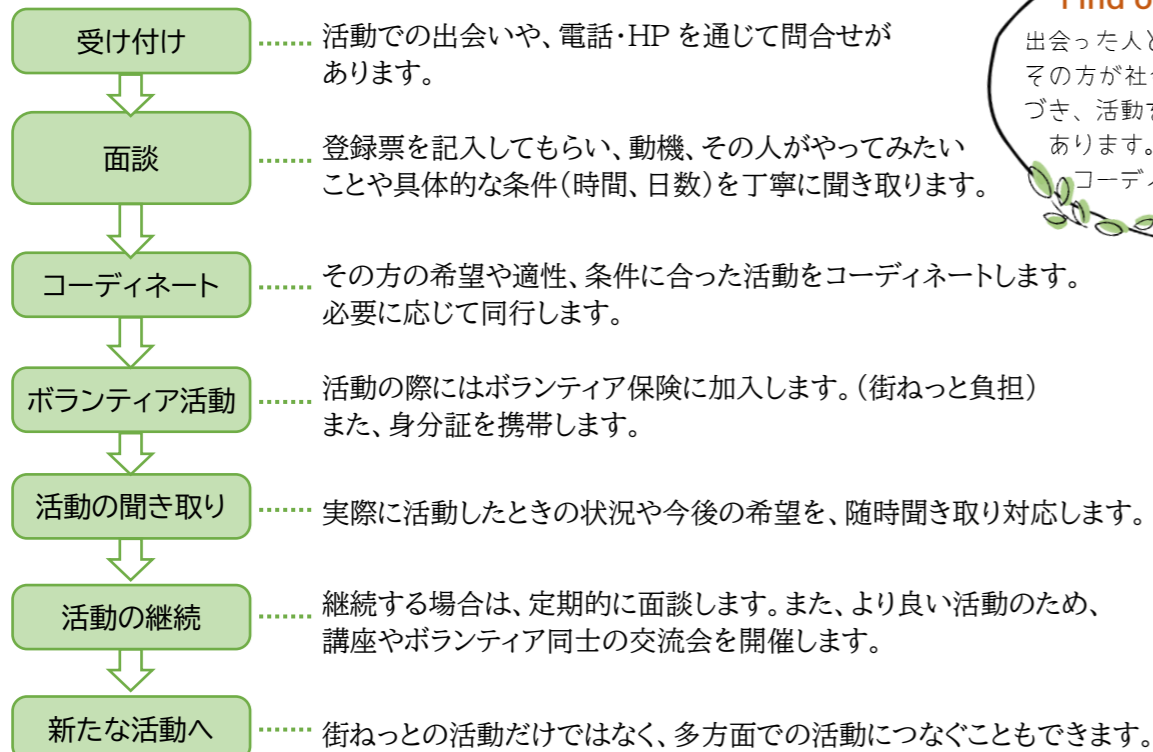 受け付け
活動での出会いや、電話・HP を通じて問合せが
あります。
面談
登録票を記入してもらい、動機、その人がやってみたい
ことや具体的な条件(時間、日数)を丁寧に聞き取ります。
コーディネート
その方の希望や適性、条件に合った活動をコーディネートします。
必要に応じて同行します。
ボランティア活動
活動の際にはボランティア保険に加入します。(街ねっと負担)
また、身分証を携帯します。
活動の聞き取り
実際に活動したときの状況や今後の希望を、随時聞き取り対応します。
活動の継続
継続する場合は、定期的に面談します。また、より良い活動のため、
講座やボランティア同士の交流会を開催します。
新たな活動へ
街ねっとの活動だけではなく、多方面での活動につなぐこともできます。
Find
出会った人
その方が社
づき、活動
あります。
コーディ